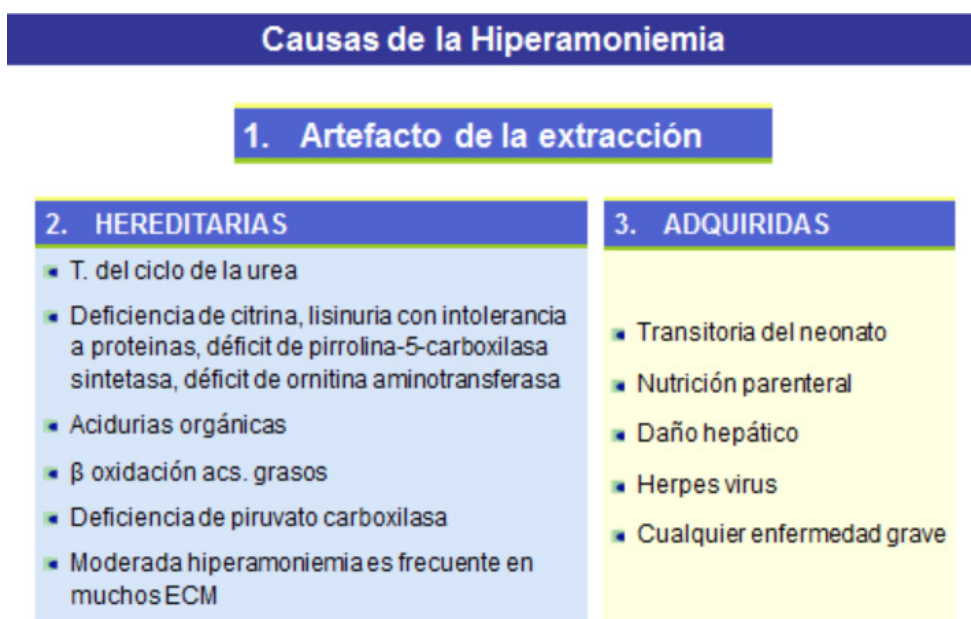 Causas de la Hiperamoniemia
1. Artefacto de la extracción
2. HEREDITARIAS
T. del ciclo de la urea
Deficiencia de citrina, lisinuria con intolerancia
a proteinas, déficit de pirrolina-5-carboxilasa
sintetasa, déficit de ornitina aminotransferasa
Acidurias orgánicas
β oxidación acs. grasos
Deficiencia de piruvato carboxilasa
Moderada hiperamoniemia es frecuente en
muchos ECM
3. ADQUIRIDAS
Transitoria del neonato
Nutrición parenteral
Daño hepático
Herpes virus
Cualquier enfermedad grave